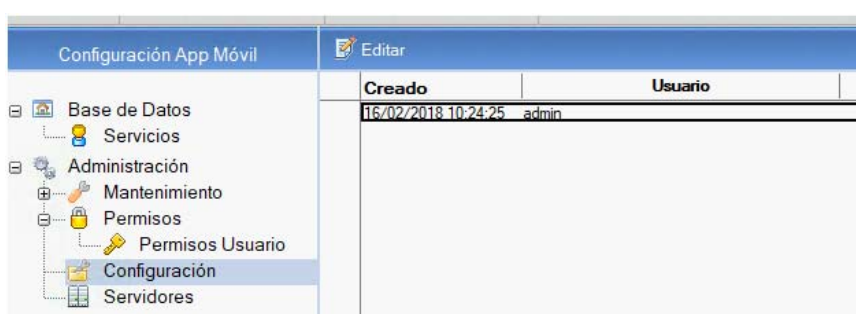 Configuración App Móvil
Editar
Creado Usuario
16/02/2018 10:24:25 admin
Base de Datos
Servicios
Administración
Mantenimiento
Permisos
Permisos Usuario
Configuración
Servidores